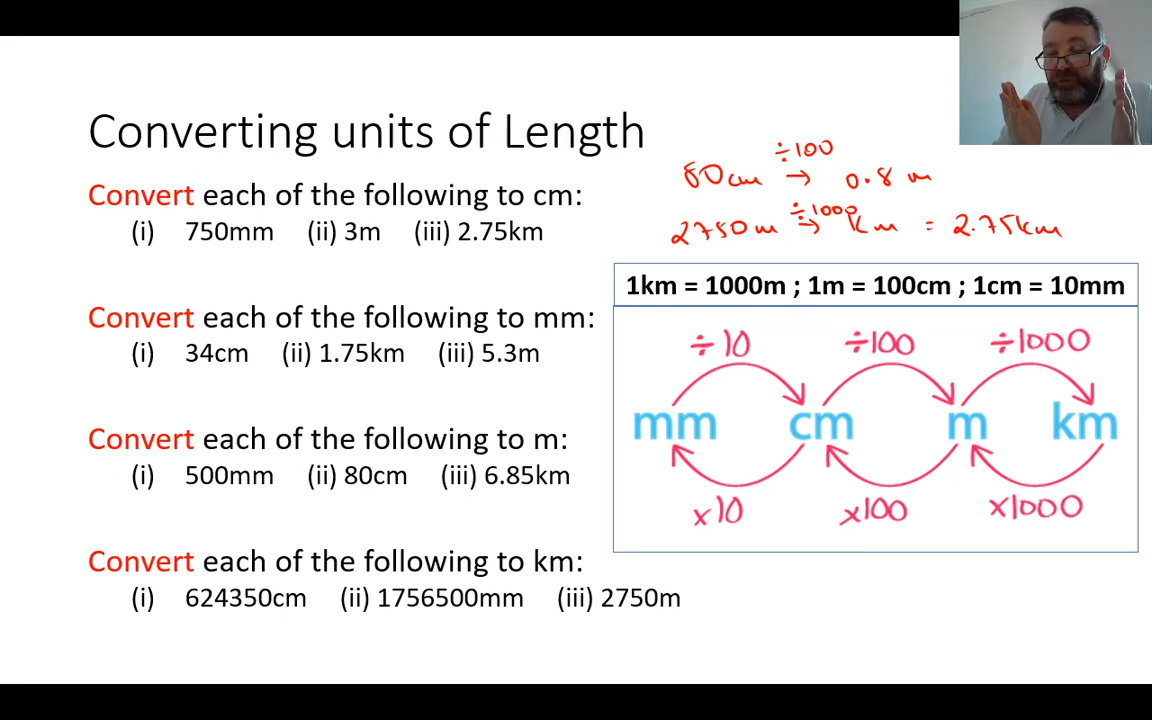 Converting units of Length
Convert each of the following to cm:
(i) 750mm (ii) 3m (iii) 2.75km
Convert each of the following to mm:
(i) 34cm (ii) 1.75km (iii) 5.3m
Convert each of the following to m:
(i) 500mm (ii) 80cm (iii) 6.85km
Convert each of the following to km:
(i) 624350cm (ii) 1756500mm (iii) 2750m
÷100
80cm → 0.8 m
÷1000
2750m → km = 2.75km
1km = 1000m ; 1m = 100cm ; 1cm = 10mm
÷10 ÷100 ÷1000
mm cm m km
x10 x100 x1000